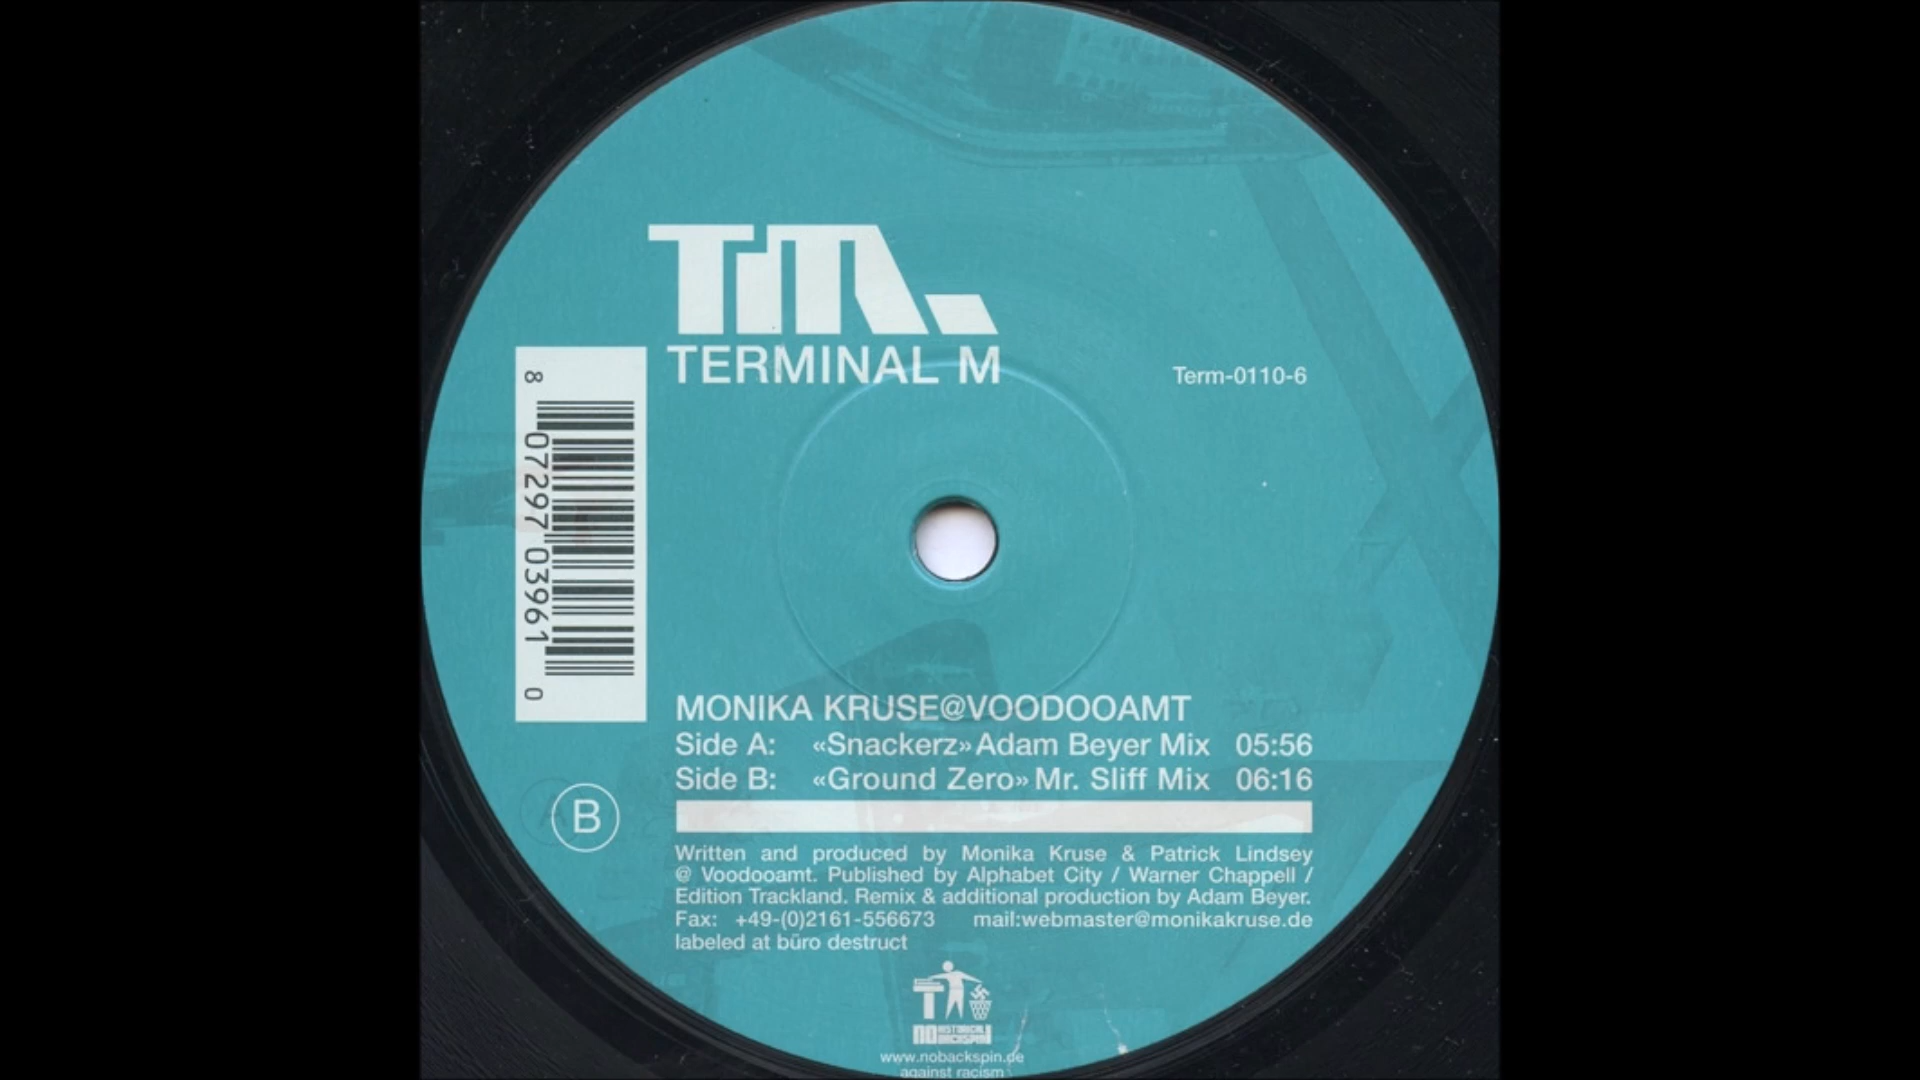 TM.
TERMINAL M
Term-0110-6
8 07297 03961 0
MONIKA KRUSE@VOODOOAMT
Side A: «Snackerz» Adam Beyer Mix 05:56
Side B: «Ground Zero» Mr. Sliff Mix 06:16
B
Written and produced by Monika Kruse & Patrick Lindsey
@ Voodooamt. Published by Alphabet City / Warner Chappell /
Edition Trackland. Remix & additional production by Adam Beyer.
Fax: +49-(0)2161-556673 mail:webmaster@monikakruse.de
labeled at büro destruct
T
NO HISTORICAL BACKSPIN
www.nobackspin.de
against racism